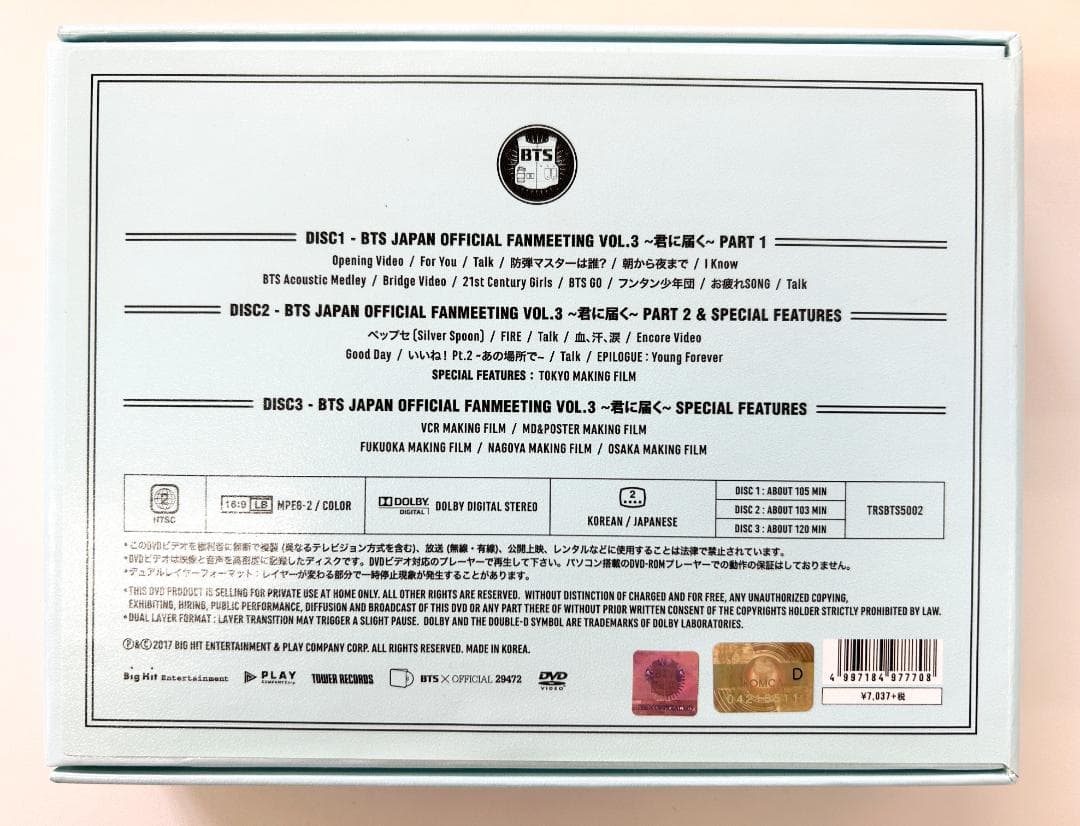 BTS
DISC1 - BTS JAPAN OFFICIAL FANMEETING VOL.3 ~君に届く~ PART 1
Opening Video / For You / Talk / 防弾マスターは誰? / 朝から夜まで / I Know
BTS Acoustic Medley / Bridge Video / 21st Century Girls / BTS GO / フンタン少年団 / お疲れSONG / Talk
DISC2 - BTS JAPAN OFFICIAL FANMEETING VOL.3 ~君に届く~ PART 2 & SPECIAL FEATURES
ペップセ (Silver Spoon) / FIRE / Talk / 血、汗、涙 / Encore Video
Good Day / いいね! Pt.2 -あの場所で- / Talk / EPILOGUE : Young Forever
SPECIAL FEATURES : TOKYO MAKING FILM
DISC3 - BTS JAPAN OFFICIAL FANMEETING VOL.3 ~君に届く~ SPECIAL FEATURES
VCR MAKING FILM / MD&POSTER MAKING FILM
FUKUOKA MAKING FILM / NAGOYA MAKING FILM / OSAKA MAKING FILM
2 NTSC
16:9 LB MPEG-2 / COLOR
DOLBY DIGITAL DOLBY DIGITAL STEREO
2 KOREAN / JAPANESE
DISC 1 : ABOUT 105 MIN
DISC 2 : ABOUT 103 MIN
DISC 3 : ABOUT 120 MIN
TRSBTS5002
*このDVDビデオを権利者に無断で複製 (異なるテレビジョン方式を含む)、放送 (無線・有線)、公開上映、レンタルなどに使用することは法律で禁止されています。
*DVDビデオは映像と音声を高密度に記録したディスクです。DVDビデオ対応のプレーヤーで再生して下さい。パソコン搭載のDVD-ROMプレーヤーでの動作の保証はしておりません。
*デュアルレイヤーフォーマット : レイヤーが変わる部分で一時停止現象が発生することがあります。
*THIS DVD PRODUCT IS SELLING FOR PRIVATE USE AT HOME ONLY. ALL OTHER RIGHTS ARE RESERVED. WITHOUT DISTINCTION OF CHARGED AND FOR FREE, ANY UNAUTHORIZED COPYING,
EXHIBITING, HIRING, PUBLIC PERFORMANCE, DIFFUSION AND BROADCAST OF THIS DVD OR ANY PART THERE OF WITHOUT PRIOR WRITTEN CONSENT OF THE COPYRIGHTS HOLDER STRICTLY PROHIBITED BY LAW.
*DUAL LAYER FORMAT : LAYER TRANSITION MAY TRIGGER A SLIGHT PAUSE. DOLBY AND THE DOUBLE-D SYMBOL ARE TRADEMARKS OF DOLBY LABORATORIES.
Ⓟ&Ⓒ2017 BIG HIT ENTERTAINMENT & PLAY COMPANY CORP. ALL RIGHTS RESERVED. MADE IN KOREA.
Big Hit Entertainment
PLAY
TOWER RECORDS
BTS×OFFICIAL 29472
DVD VIDEO
KOMCA
D
4 997184 977708
¥7,037+税